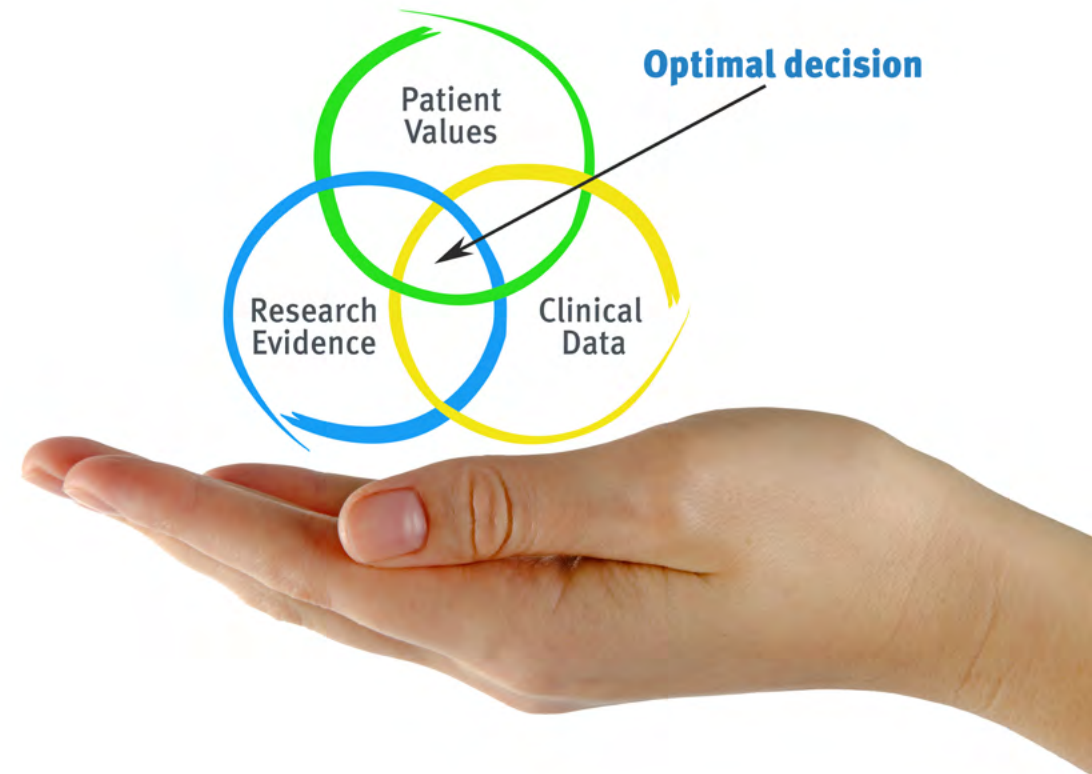 Optimal decision
Patient
Values
Research
Evidence
Clinical
Data